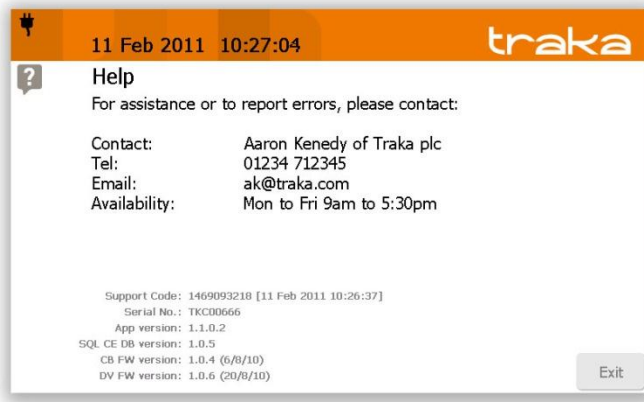 11 Feb 2011 10:27:04
traka
Help
For assistance or to report errors, please contact:
Contact: Aaron Kenedy of Traka plc
Tel: 01234 712345
Email: ak@traka.com
Availability: Mon to Fri 9am to 5:30pm
Support Code: 1469093218 [11 Feb 2011 10:26:37]
Serial No.: TKC00666
App version: 1.1.0.2
SQL CE DB version: 1.0.5
CB FW version: 1.0.4 (6/8/10)
DV FW version: 1.0.6 (20/8/10)
Exit